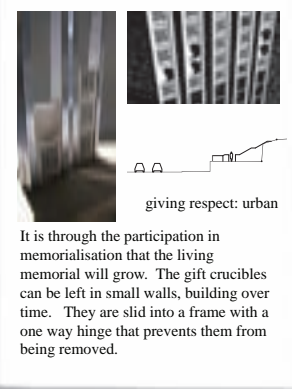 giving respect: urban
It is through the participation in
memorialisation that the living
memorial will grow.  The gift crucibles
can be left in small walls, building over
time.   They are slid into a frame with a
one way hinge that prevents them from
being removed.